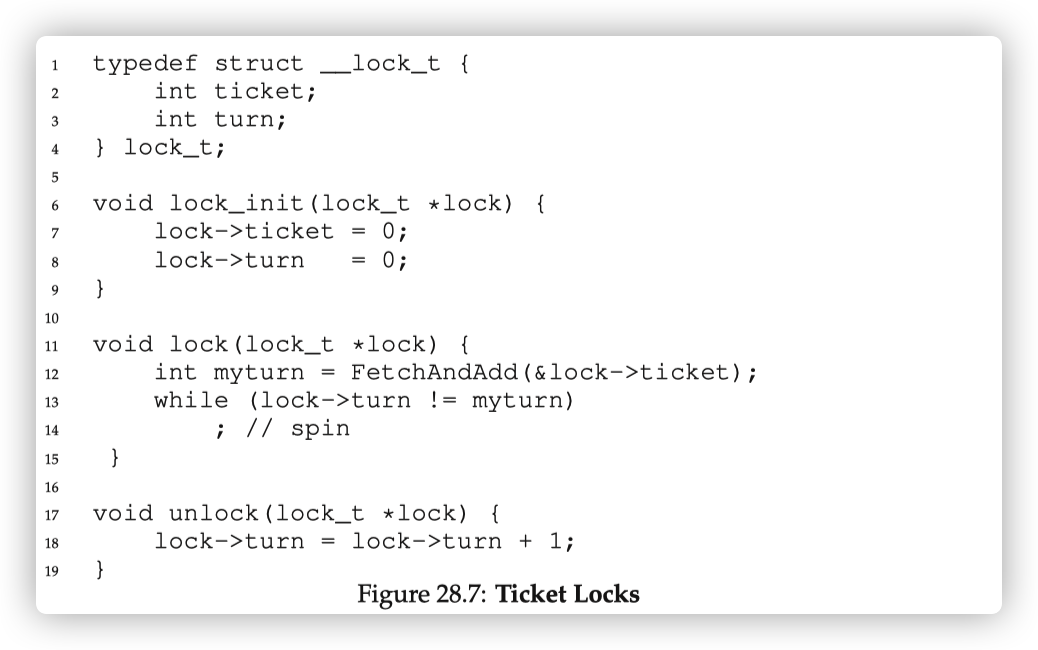 1 typedef struct __lock_t {
2     int ticket;
3     int turn;
4 } lock_t;
5
6 void lock_init(lock_t *lock) {
7     lock->ticket = 0;
8     lock->turn   = 0;
9 }
10
11 void lock(lock_t *lock) {
12     int myturn = FetchAndAdd(&lock->ticket);
13     while (lock->turn != myturn)
14         ; // spin
15  }
16
17 void unlock(lock_t *lock) {
18     lock->turn = lock->turn + 1;
19 }
Figure 28.7: Ticket Locks